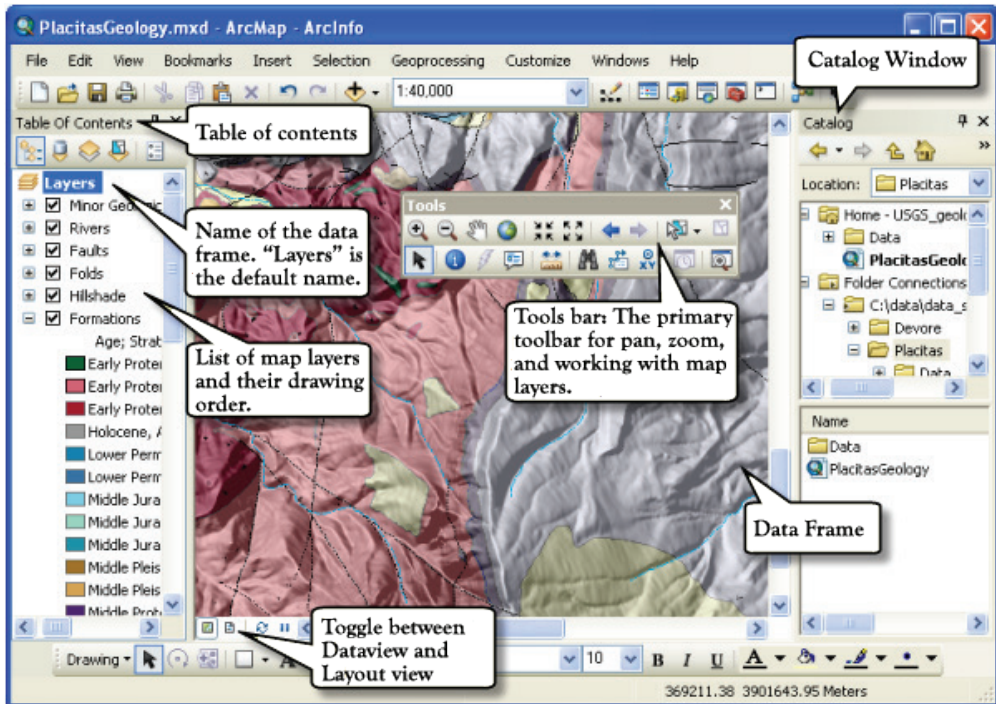 PlacitasGeology.mxd - ArcMap - ArcInfo
File Edit View Bookmarks Insert Selection Geoprocessing Customize Windows Help
Catalog Window
1:40,000
Table Of Contents
Table of contents
Catalog
Location: Placitas
Layers
Minor Geologic
Rivers
Faults
Folds
Hillshade
Formations
Age; Strat
Early Proter
Early Proter
Early Proter
Holocene, A
Lower Perm
Lower Perm
Middle Jura
Middle Jura
Middle Jura
Middle Pleis
Middle Pleis
Middle Prote
Name of the data
frame. “Layers” is
the default name.
List of map layers
and their drawing
order.
Tools
XY
Tools bar: The primary
toolbar for pan, zoom,
and working with map
layers.
Home - USGS_geolo
Data
PlacitasGeolo
Folder Connections
C:\data\data_s
Devore
Placitas
Data
Name
Data
PlacitasGeology
Data Frame
Toggle between
Dataview and
Layout view
Drawing A 10 B I U A
369211.38 3901643.95 Meters